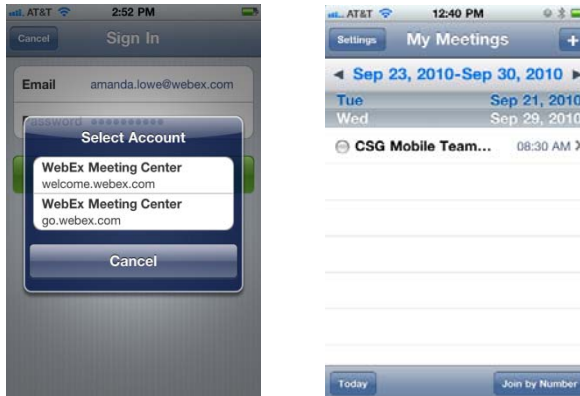 AT&T 2:52 PM
Cancel Sign In
Email amanda.lowe@webex.com
Password
Select Account
WebEx Meeting Center
welcome.webex.com
WebEx Meeting Center
go.webex.com
Cancel
AT&T 12:40 PM
Settings My Meetings +
Sep 23, 2010-Sep 30, 2010
Tue Sep 21, 2010
Wed Sep 29, 2010
CSG Mobile Team... 08:30 AM
Today Join by Number